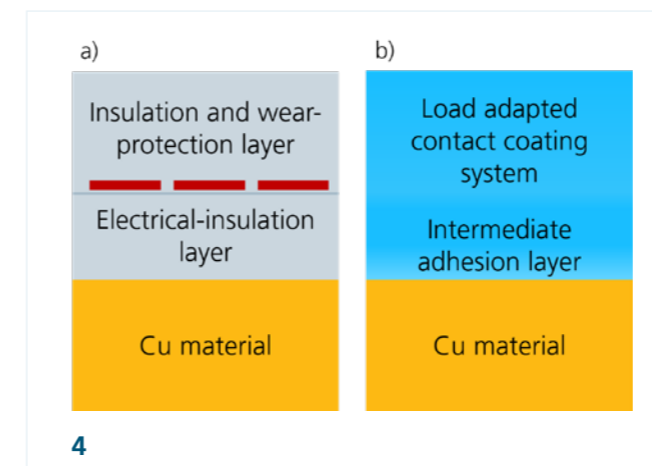 a)
Insulation and wear-
protection layer
Electrical-insulation
layer
Cu material
b)
Load adapted
contact coating
system
Intermediate
adhesion layer
Cu material
4